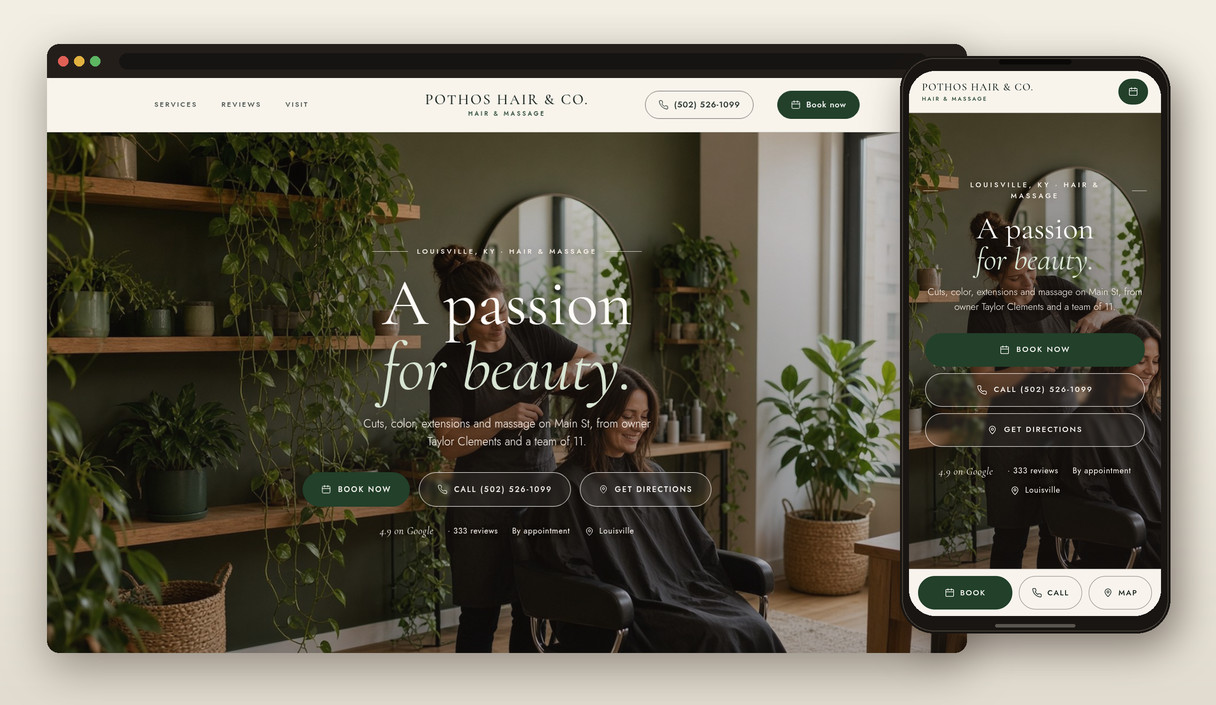 SERVICES REVIEWS VISIT
POTHOS HAIR & CO.
HAIR & MASSAGE
(502) 526-1099
Book now
LOUISVILLE, KY · HAIR & MASSAGE
A passion
for beauty.
Cuts, color, extensions and massage on Main St, from owner
Taylor Clements and a team of 11.
BOOK NOW
CALL (502) 526-1099
GET DIRECTIONS
4.9 on Google · 333 reviews By appointment Louisville
POTHOS HAIR & CO.
HAIR & MASSAGE
LOUISVILLE, KY · HAIR &
MASSAGE
A passion
for beauty.
Cuts, color, extensions and massage on Main St, from
owner Taylor Clements and a team of 11.
BOOK NOW
CALL (502) 526-1099
GET DIRECTIONS
4.9 on Google · 333 reviews By appointment
Louisville
BOOK
CALL
MAP